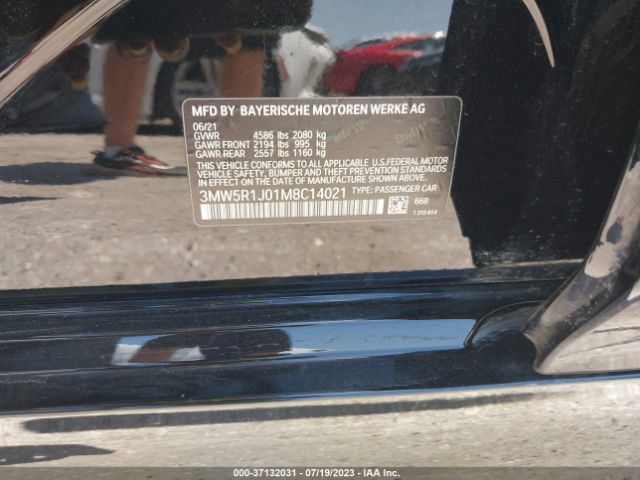 MFD BY BAYERISCHE MOTOREN WERKE AG
06/21
GVWR 4586 lbs 2080 kg
GAWR FRONT 2194 lbs 995 kg
GAWR REAR 2557 lbs 1160 kg
THIS VEHICLE CONFORMS TO ALL APPLICABLE U.S.FEDERAL MOTOR
VEHICLE SAFETY, BUMPER, AND THEFT PREVENTION STANDARDS
IN EFFECT ON THE DATE OF MANUFACTURE SHOWN ABOVE.
3MW5R1J01M8C14021 TYPE: PASSENGER CAR
668
7 319 814
000-37132031 - 07/19/2023 - IAA Inc.